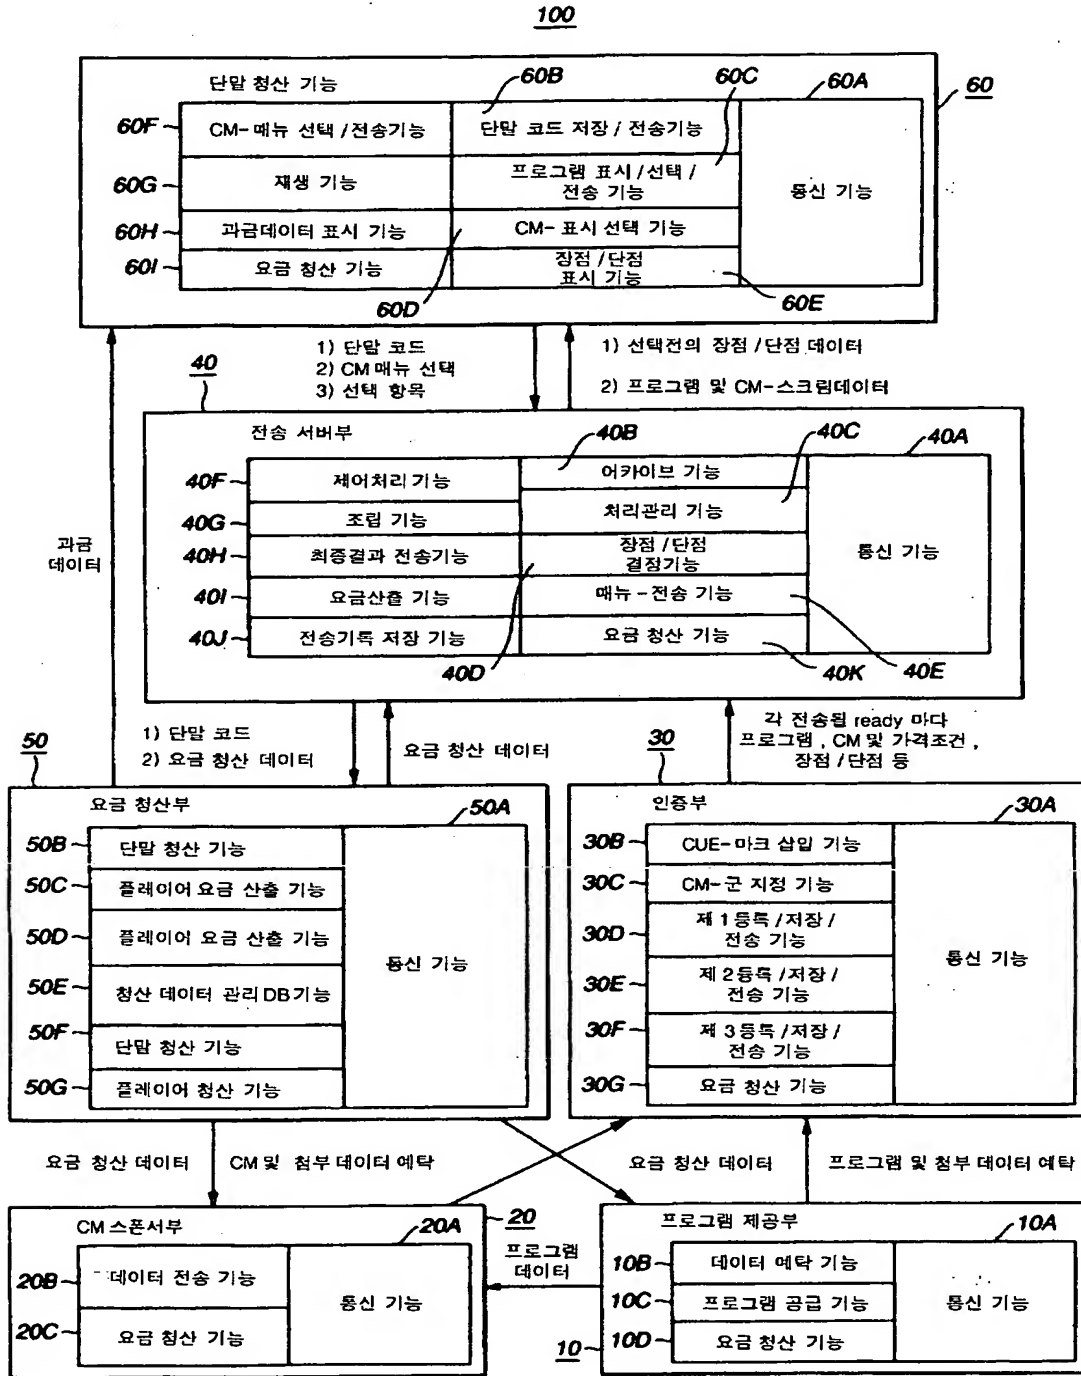 100
단말 청산 기능
60B
60C
60A
60
60F
CM-매뉴 선택 / 전송기능
단말 코드 저장 / 전송기능
통신 기능
60G
재생 기능
프로그램 표시 / 선택 /
전송 기능
60H
과금데이터 표시 기능
CM- 표시 선택 기능
60I
요금 청산 기능
장점 / 단점
표시 기능
60D
60E
1) 단말 코드
2) CM 매뉴 선택
3) 선택 항목
1) 선택전의 장점 / 단점 데이터
2) 프로그램 및 CM-스크림데이터
과금
데이터
40
전송 서버부
40B
40C
40A
40F
제어처리 기능
어카이브 기능
통신 기능
40G
조립 기능
처리관리 기능
40H
최종결과 전송기능
장점 / 단점
결정기능
40I
요금산출 기능
매뉴-전송 기능
40J
전송기록 저장 기능
요금 청산 기능
40D
40K
40E
1) 단말 코드
2) 요금 청산 데이터
요금 청산 데이터
각 전송될 ready 마다
프로그램 , CM 및 가격조건 ,
장점 / 단점 등
50
요금 청산부
50A
50B
단말 청산 기능
통신 기능
50C
플레이어 요금 산출 기능
50D
플레이어 요금 산출 기능
50E
청산 데이터 관리 DB 기능
50F
단말 청산 기능
50G
플레이어 청산 기능
30
인증부
30A
30B
CUE-마크 삽입 기능
통신 기능
30C
CM-군 지정 기능
30D
제 1 등록 / 저장 /
전송 기능
30E
제 2 등록 / 저장 /
전송 기능
30F
제 3 등록 / 저장 /
전송 기능
30G
요금 청산 기능
요금 청산 데이터
CM 및 첨부 데이터 예탁
요금 청산 데이터
프로그램 및 첨부 데이터 예탁
CM 스폰서부
20A
20
20B
데이터 전송 기능
통신 기능
20C
요금 청산 기능
프로그램
데이터
프로그램 제공부
10A
10B
데이터 예탁 기능
통신 기능
10C
프로그램 공급 기능
10D
요금 청산 기능
10